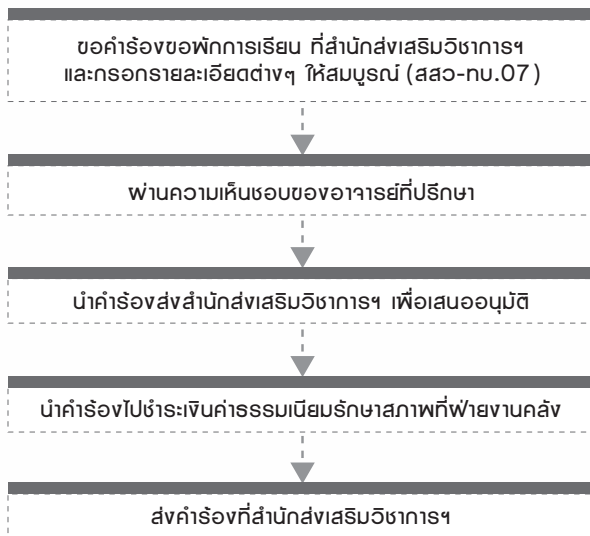 ขอคำร้องขอพักการเรียน ที่สำนักส่งเสริมวิชาการฯ
และกรอกรายละเอียดต่างๆ ให้สมบูรณ์ (สสว-ทบ.07)
ผ่านความเห็นชอบของอาจารย์ที่ปรึกษา
นำคำร้องส่งสำนักส่งเสริมวิชาการฯ เพื่อเสนออนุมัติ
นำคำร้องไปชำระเงินค่าธรรมเนียมรักษาสภาพที่ฝ่ายงานคลัง
ส่งคำร้องที่สำนักส่งเสริมวิชาการฯ